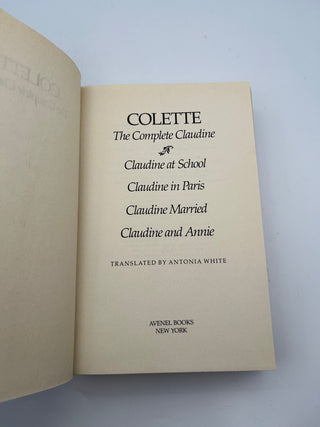 COLETTE
The Complete Claudine
Claudine at School
Claudine in Paris
Claudine Married
Claudine and Annie
TRANSLATED BY ANTONIA WHITE
AVENEL BOOKS
NEW YORK